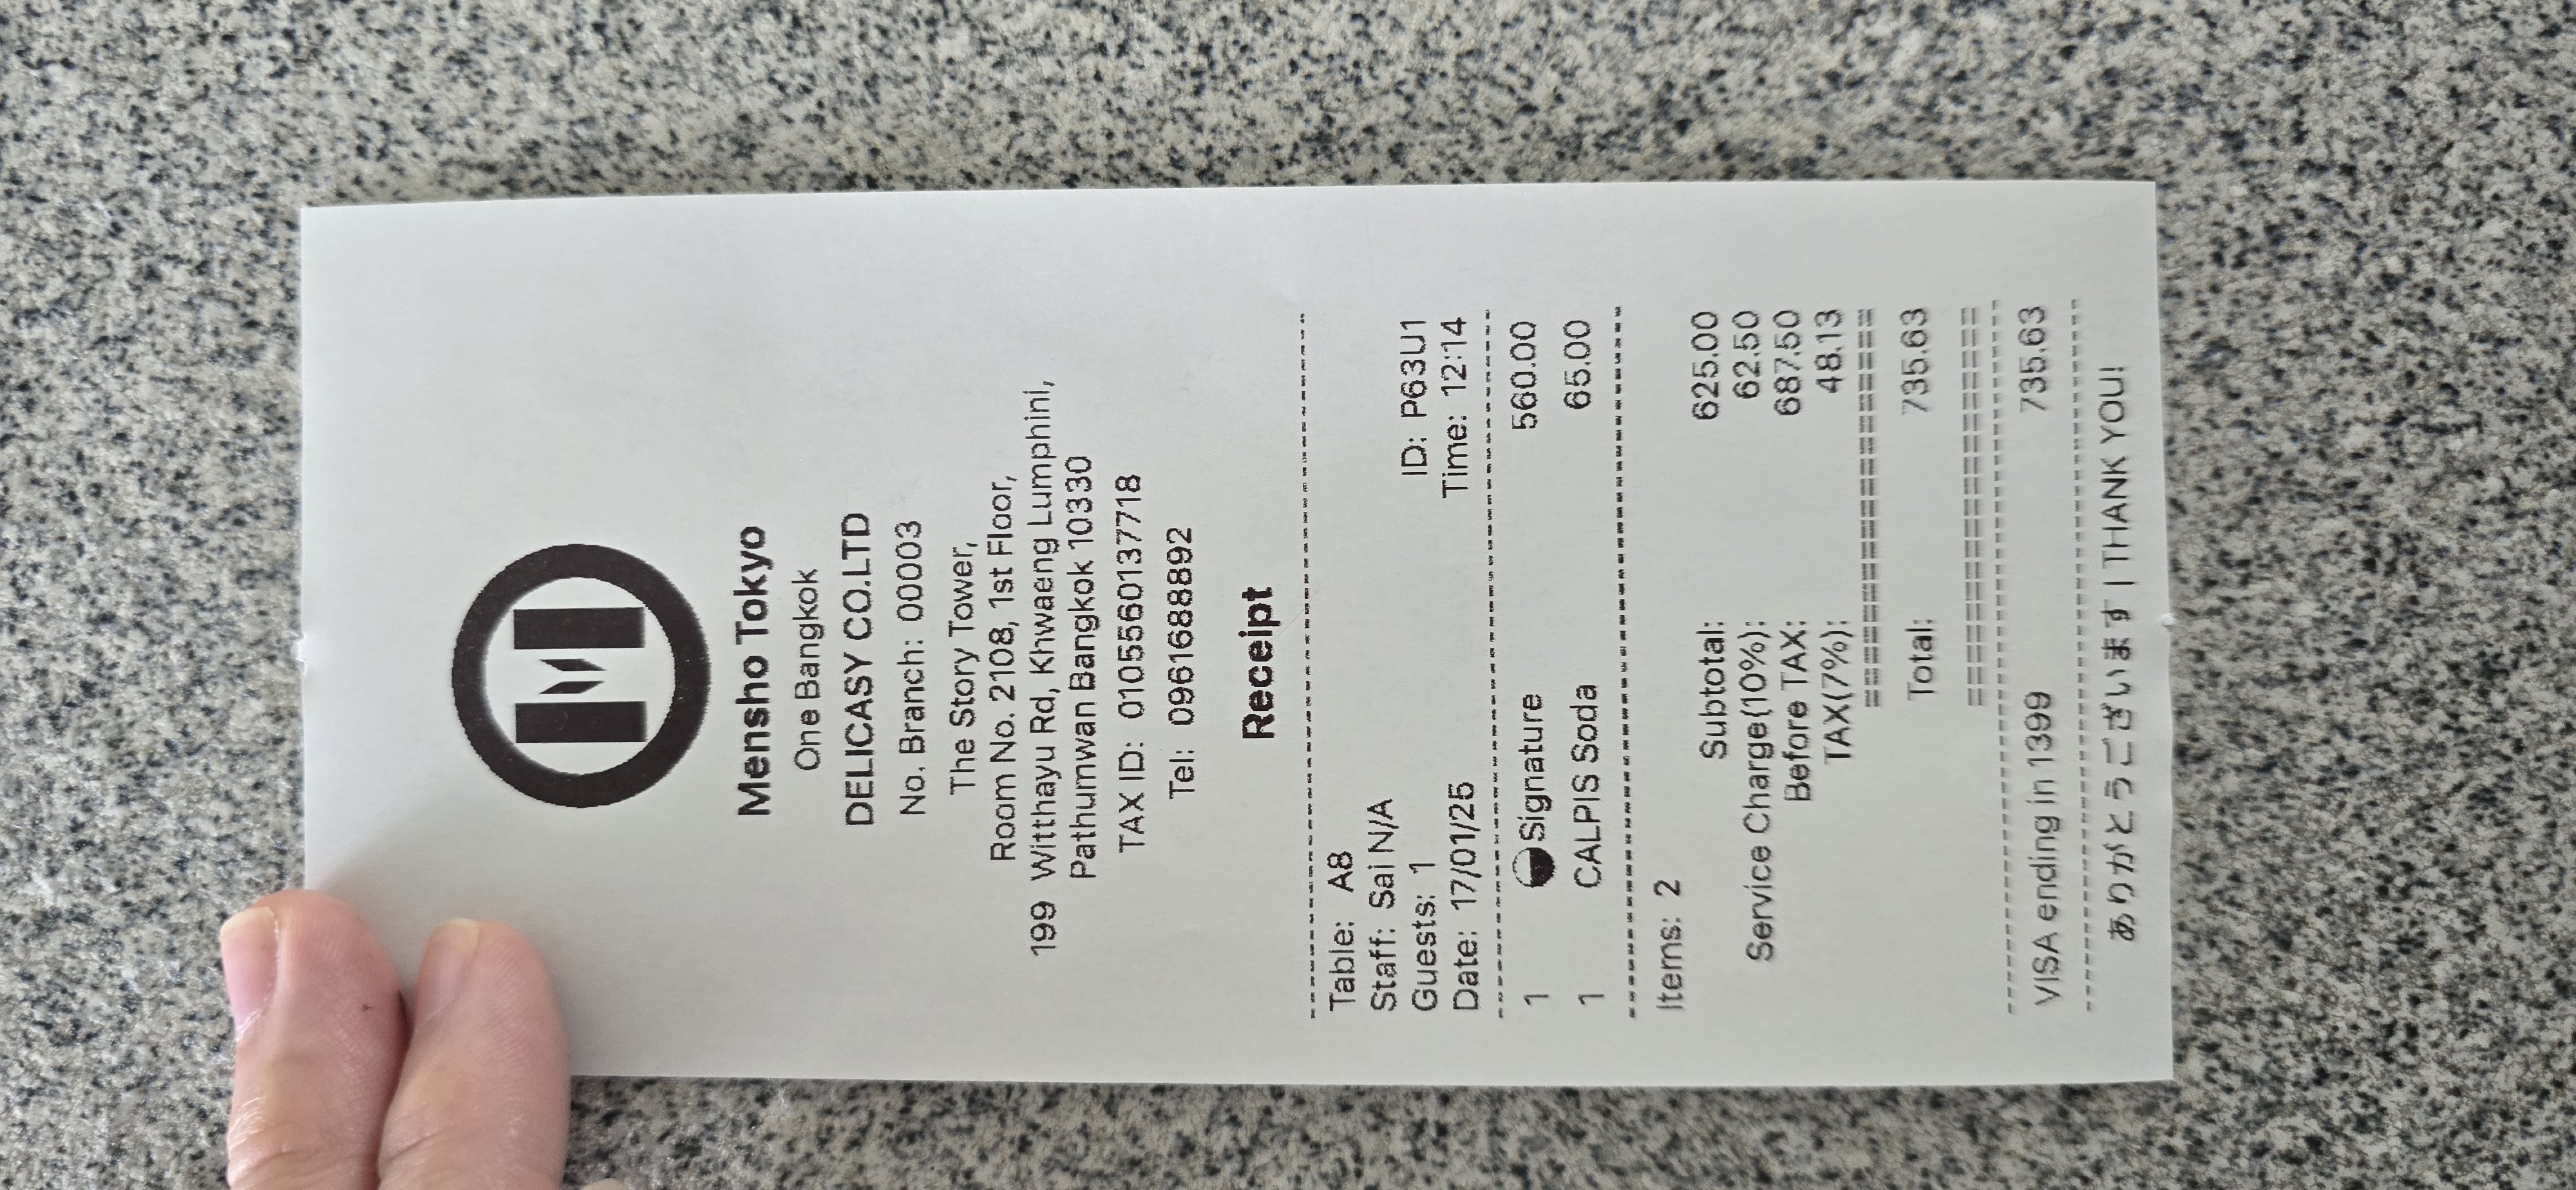 Mensho Tokyo
One Bangkok
DELICASY CO.LTD
No. Branch: 00003
The Story Tower,
Room No. 2108, 1st Floor,
199 Witthayu Rd, Khwaeng Lumphini,
Pathumwan Bangkok 10330
TAX ID: 0105560137718
Tel: 0961688892
Receipt
Table: A8
Staff: Sai N/A
Guests: 1 ID: P63U1
Date: 17/01/25 Time: 12:14
1 Signature 560.00
1 CALPIS Soda 65.00
Items: 2
Subtotal: 625.00
Service Charge(10%): 62.50
Before TAX: 687.50
TAX(7%): 48.13
Total: 735.63
VISA ending in 1399 735.63
ありがとうございます | THANK YOU!